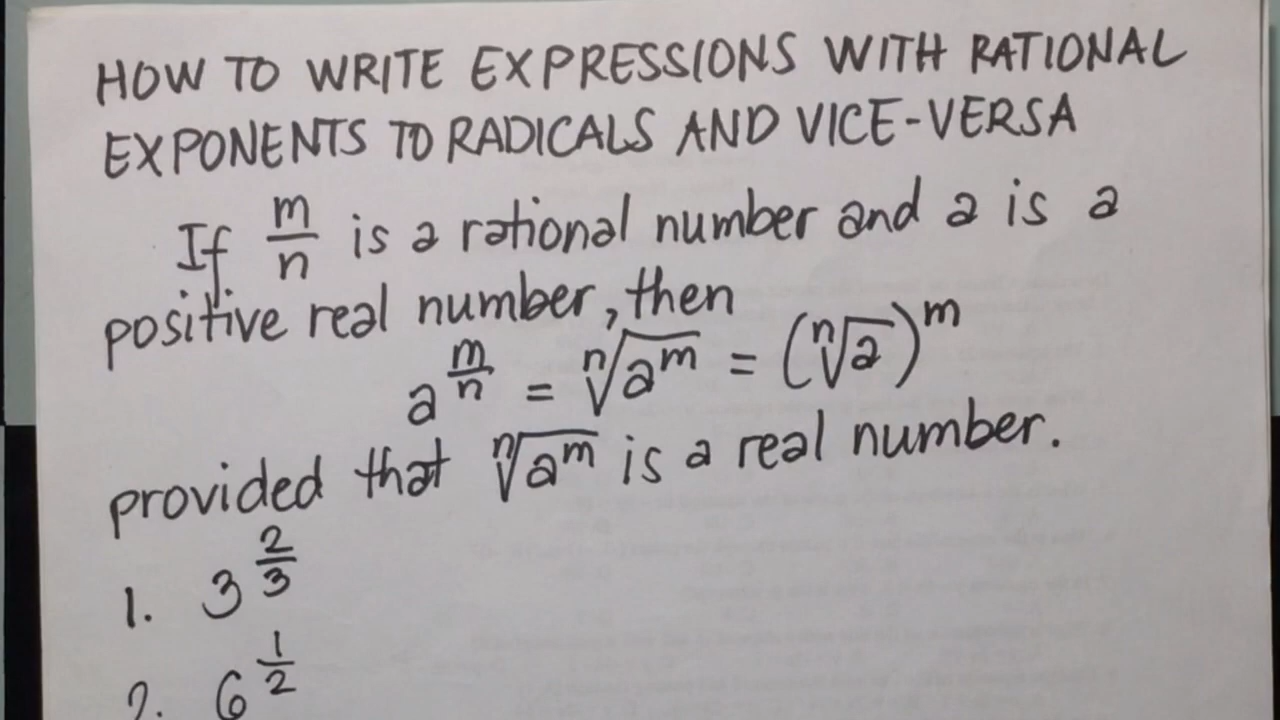 HOW TO WRITE EXPRESSIONS WITH RATIONAL
EXPONENTS TO RADICALS AND VICE-VERSA
If m/n is a rational number and a is a
positive real number, then
a^(m/n) = ⁿ√(a^m) = (ⁿ√a)^m
provided that ⁿ√(a^m) is a real number.
1. 3^(2/3)
2. 6^(1/2)